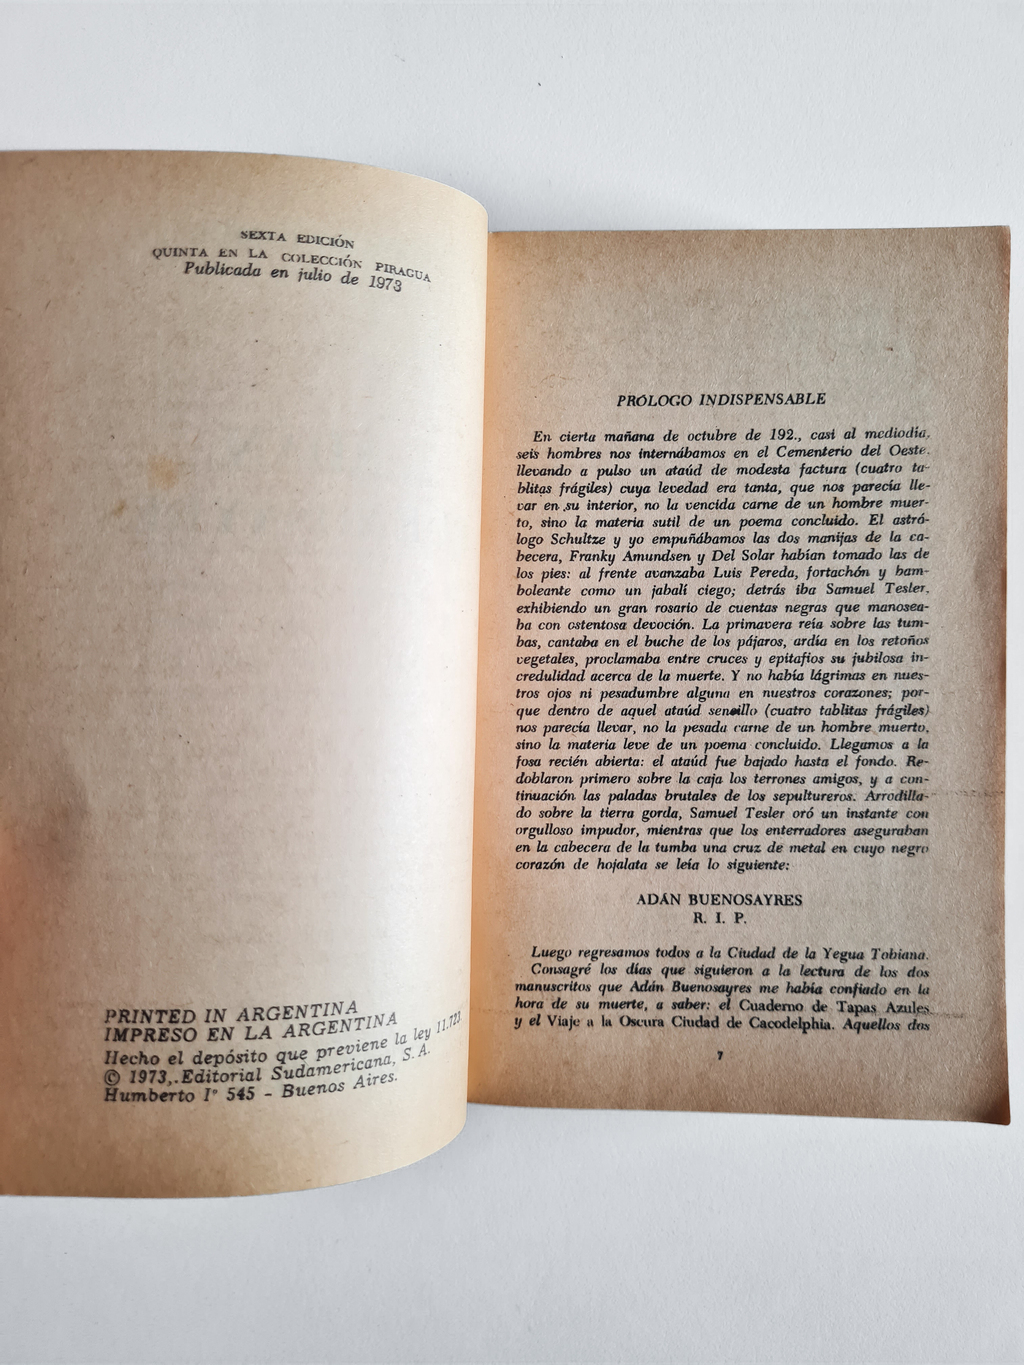 SEXTA EDICIÓN
QUINTA EN LA COLECCIÓN PIRAGUA
Publicada en julio de 1973
PRINTED IN ARGENTINA
IMPRESO EN LA ARGENTINA
Hecho el depósito que previene la ley 11.723.
© 1973,.Editorial Sudamericana, S. A.
Humberto Iº 545 - Buenos Aires.
PRÓLOGO INDISPENSABLE
En cierta mañana de octubre de 192., casi al mediodía,
seis hombres nos internábamos en el Cementerio del Oeste,
llevando a pulso un ataúd de modesta factura (cuatro ta-
blitas frágiles) cuya levedad era tanta, que nos parecía lle-
var en su interior, no la vencida carne de un hombre muer-
to, sino la materia sutil de un poema concluido. El astró-
logo Schultze y yo empuñábamos las dos manijas de la ca-
becera, Franky Amundsen y Del Solar habían tomado las de
los pies: al frente avanzaba Luis Pereda, fortachón y bam-
boleante como un jabalí ciego; detrás iba Samuel Tesler,
exhibiendo un gran rosario de cuentas negras que manosea-
ba con ostentosa devoción. La primavera reía sobre las tum-
bas, cantaba en el buche de los pájaros, ardía en los retoños
vegetales, proclamaba entre cruces y epitafios su jubilosa in-
credulidad acerca de la muerte. Y no había lágrimas en nues-
tros ojos ni pesadumbre alguna en nuestros corazones; por-
que dentro de aquel ataúd sencillo (cuatro tablitas frágiles)
nos parecía llevar, no la pesada carne de un hombre muerto,
sino la materia leve de un poema concluido. Llegamos a la
fosa recién abierta: el ataúd fue bajado hasta el fondo. Re-
doblaron primero sobre la caja los terrones amigos, y a con-
tinuación las paladas brutales de los sepultureros. Arrodilla-
do sobre la tierra gorda, Samuel Tesler oró un instante con
orgulloso impudor, mientras que los enterradores aseguraban
en la cabecera de la tumba una cruz de metal en cuyo negro
corazón de hojalata se leía lo siguiente:
ADÁN BUENOSAYRES
R. I. P.
Luego regresamos todos a la Ciudad de la Yegua Tobiana.
Consagré los días que siguieron a la lectura de los dos
manuscritos que Adán Buenosayres me había confiado en la
hora de su muerte, a saber: el Cuaderno de Tapas Azules
y el Viaje a la Oscura Ciudad de Cacodelphia. Aquellos dos
7